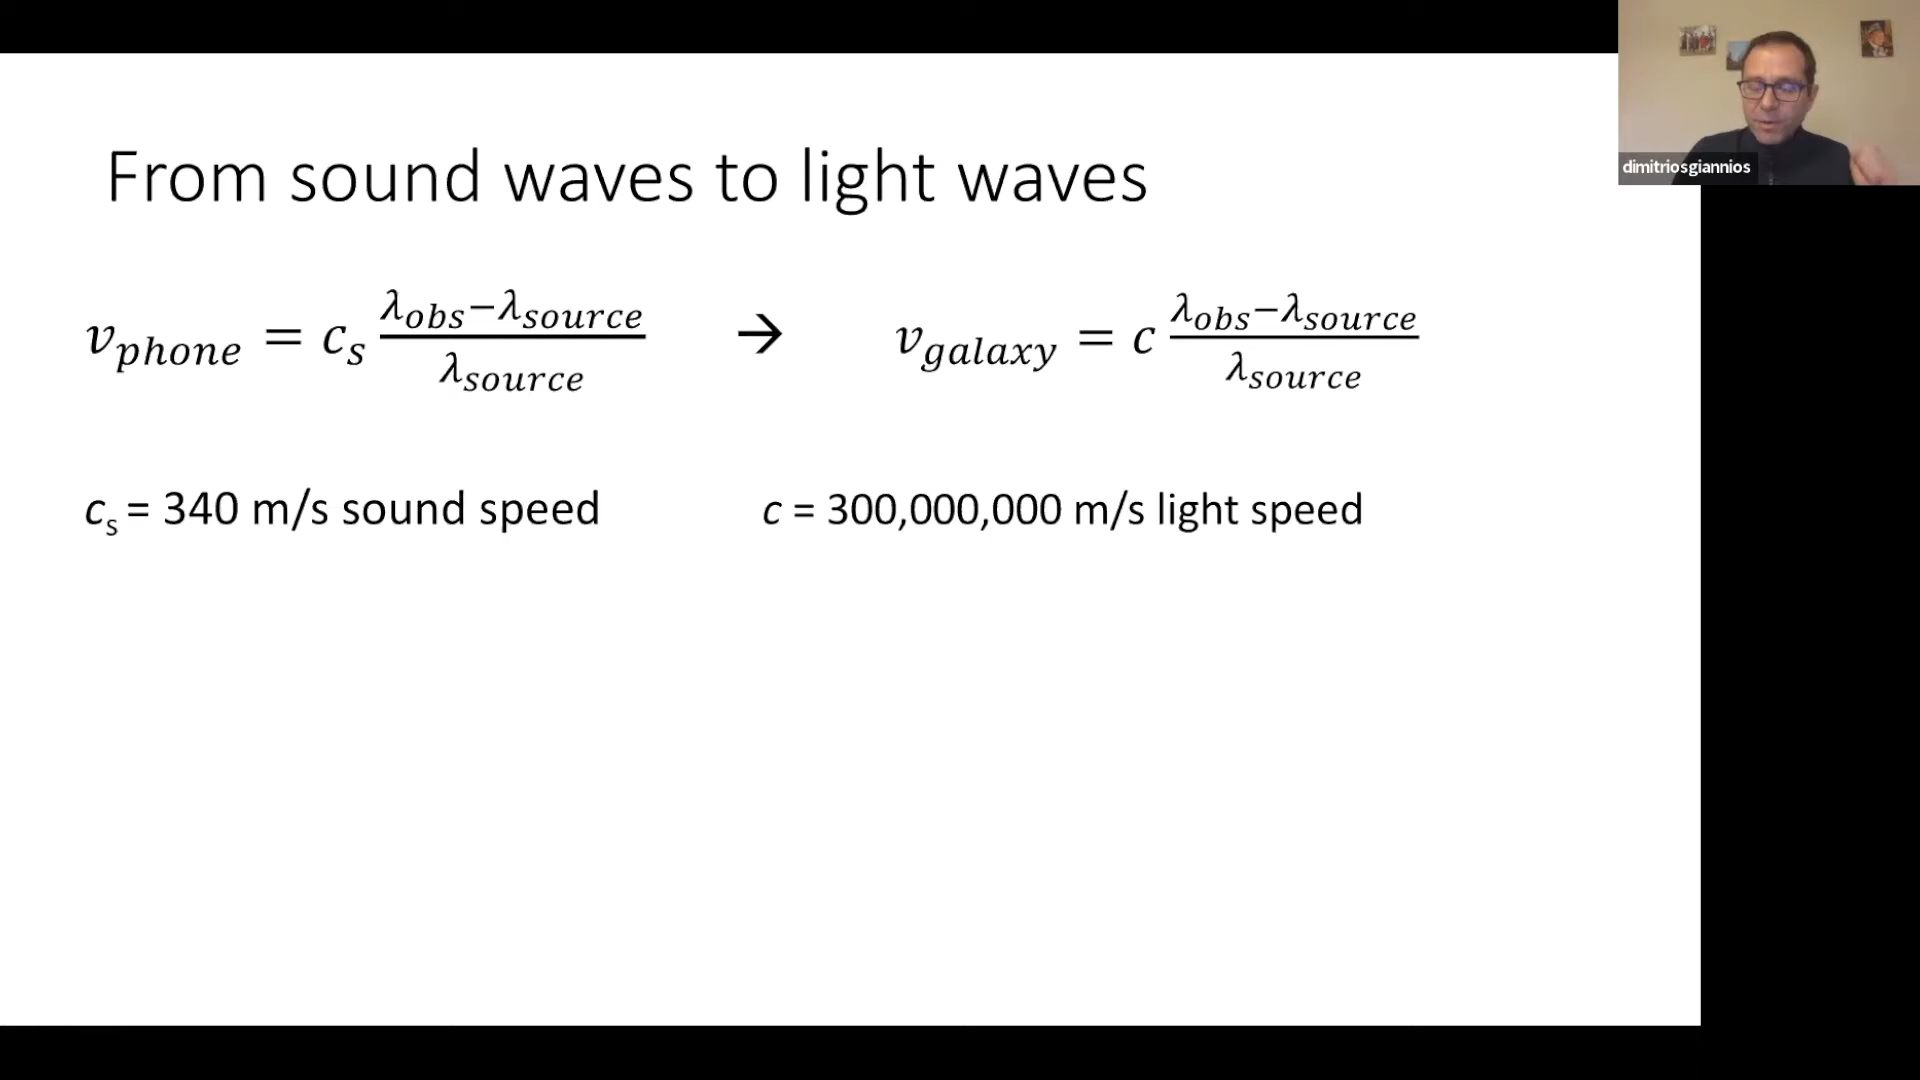 dimitriosgiannios
From sound waves to light waves
v_phone = c_s (λ_obs−λ_source)/λ_source → v_galaxy = c (λ_obs−λ_source)/λ_source
c_s = 340 m/s sound speed c = 300,000,000 m/s light speed